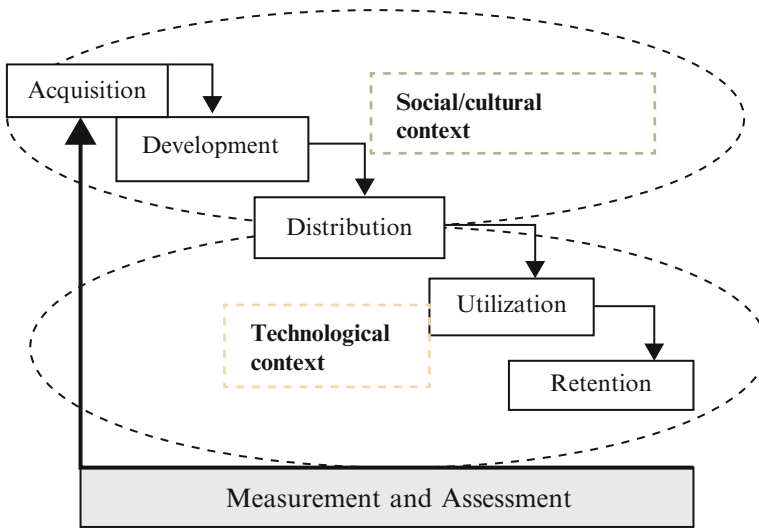 Acquisition
Social/cultural
context
Development
Distribution
Utilization
Technological
context
Retention
Measurement and Assessment